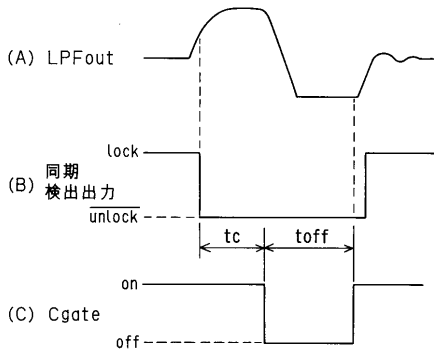 (A) LPFout
lock
(B) 同期
検出出力
unlock
tc
toff
on
(C) Cgate
off